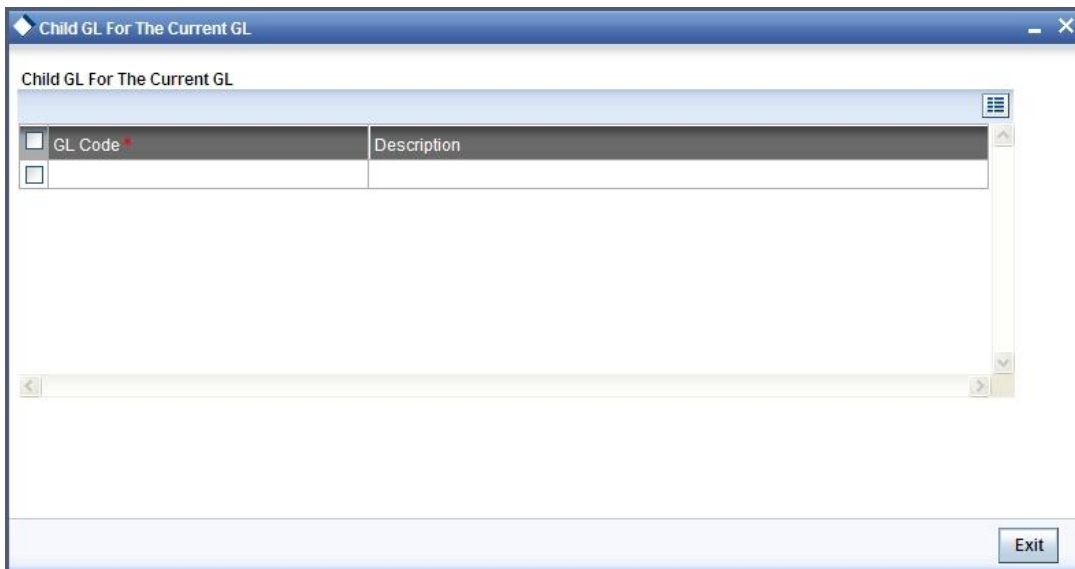 Child GL For The Current GL
Child GL For The Current GL
GL Code* Description
Exit